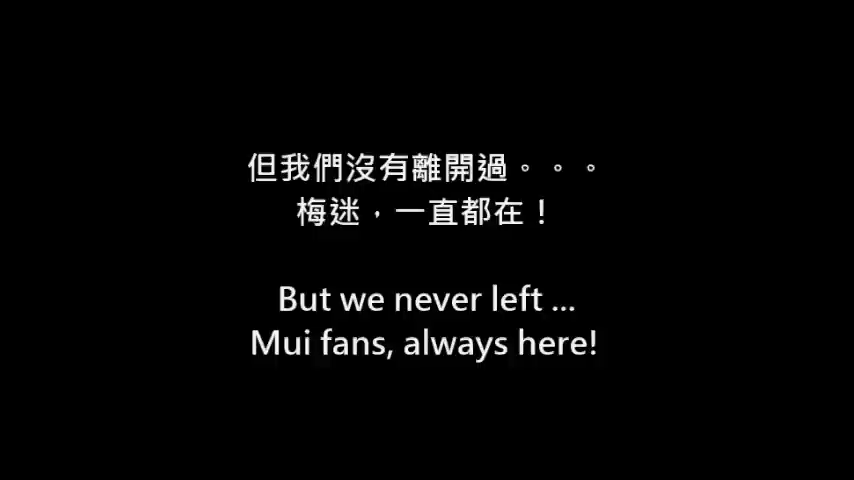 但我們沒有離開過。。。
梅迷，一直都在！
But we never left ...
Mui fans, always here!